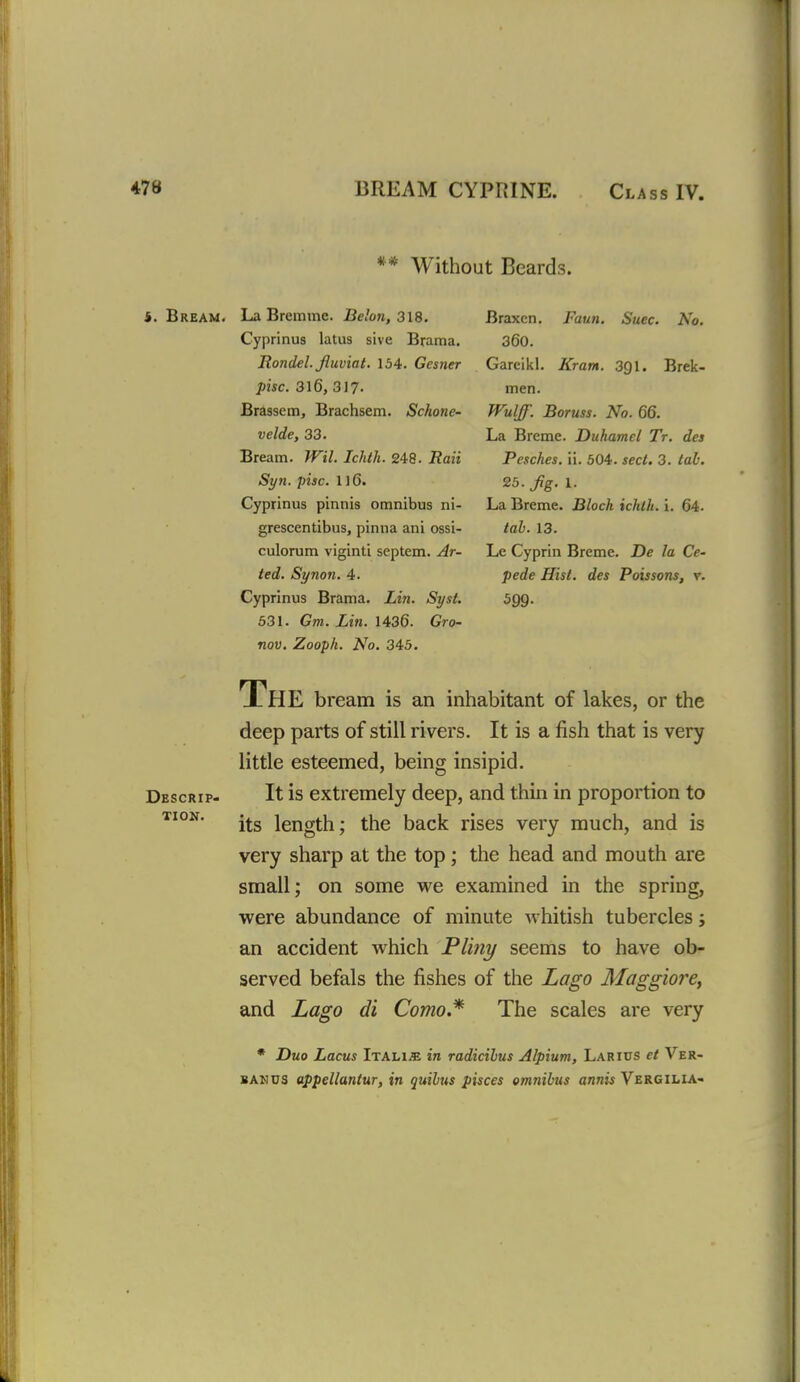 478 BREAM CYPRINE. CLASS IV.
** Without Beards.
5. BREAM. La Bremme. Belon, 318.
Cyprinus latus sive Brama.
Rondel. fluviat. 154. Gesner
pisc. 316, 317.
Brassem, Brachsem. Schone-
velde, 33.
Bream. Wil. Ichth. 248. Raii
Syn. pisc. 116.
Cyprinus pinnis omnibus ni-
grescentibus, pinna ani ossi-
culorum viginti septem. Ar-
ted. Synon. 4.
Cyprinus Brama. Lin. Syst.
531. Gm. Lin. 1436. Gro-
nov. Zooph. No. 345.
Braxen. Faun. Suec. No.
360.
Gareikl. Kram. 391. Brek-
men.
Wulff. Boruss. No. 66.
La Breme. Duhamel Tr. des
Pesches. ii. 504. sect. 3. tab.
25. fig. 1.
La Breme. Bloch ichth. i. 64.
tab. 13.
Le Cyprin Breme. De la Ce-
pede Hist. des Poissons, v.
599.
THE bream is an inhabitant of lakes, or the
deep parts of still rivers. It is a fish that is very
little esteemed, being insipid.
DESCRIP-
TION.
It is extremely deep, and thin in proportion to
its length; the back rises very much, and is
very sharp at the top; the head and mouth are
small; on some we examined in the spring,
were abundance of minute whitish tubercles;
an accident which Pliny seems to have ob-
served befals the fishes of the Lago Maggiore,
and Lago di Como.* The scales are very
* Duo Lacus ITALIÆ in radicibus Alpium, LARIUS et VER-
BANUS appellantur, in quibus pisces omnibus annis VERGILIA-